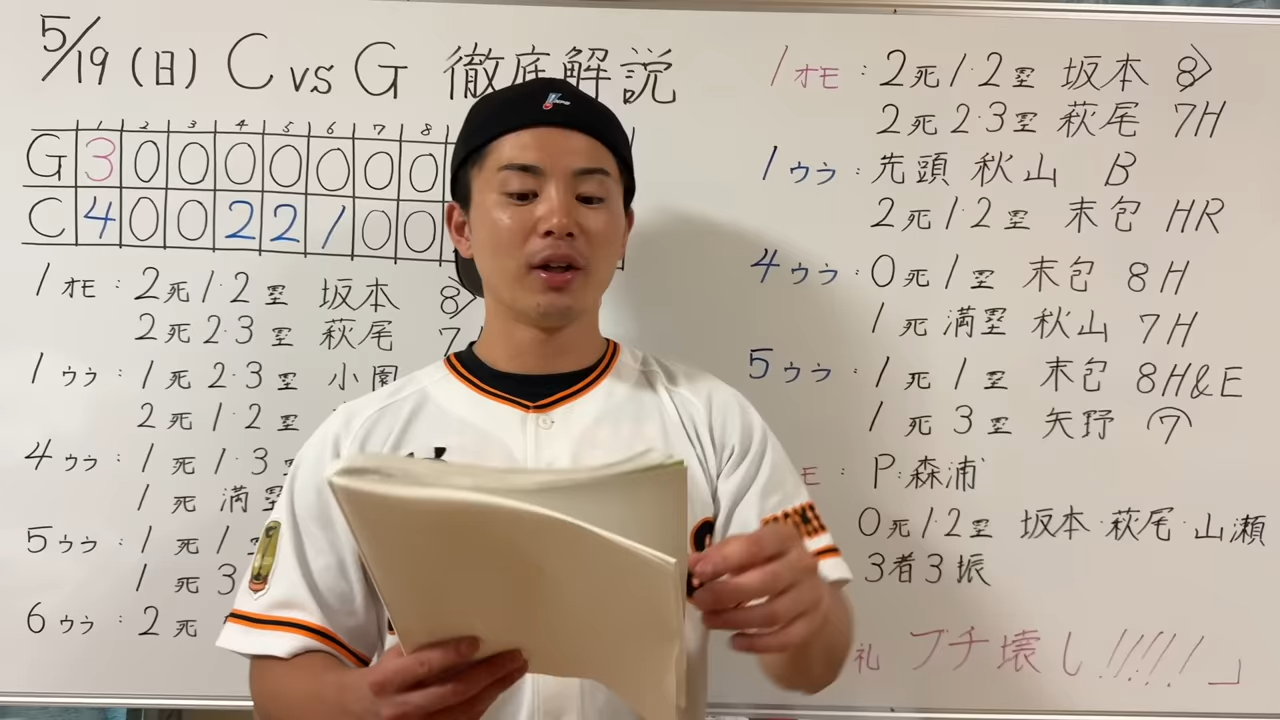 5/19(日) C vs G 徹底解説
1 2 3 4 5 6 7 8
G 3 0 0 0 0 0 0 0
C 4 0 0 2 2 1 0 0
1オモ:2死1・2塁 坂本 8>
2死2・3塁 萩尾 7
1ウラ:1死2・3塁 小園
2死1・2塁
4ウラ:1死1・3塁
1死満塁
5ウラ:1死1塁
1死3
6ウラ:2死
1オモ:2死1・2塁 坂本 8>
2死2・3塁 萩尾 7H
1ウラ:先頭 秋山 B
2死1・2塁 末包 HR
4ウラ:0死1塁 末包 8H
1死満塁 秋山 7H
5ウラ:1死1塁 末包 8H&E
1死3塁 矢野 ⑦
モ:P:森浦
0死1・2塁 坂本・萩尾・山瀬
3者3振
礼 ブチ壊し!!!!!」